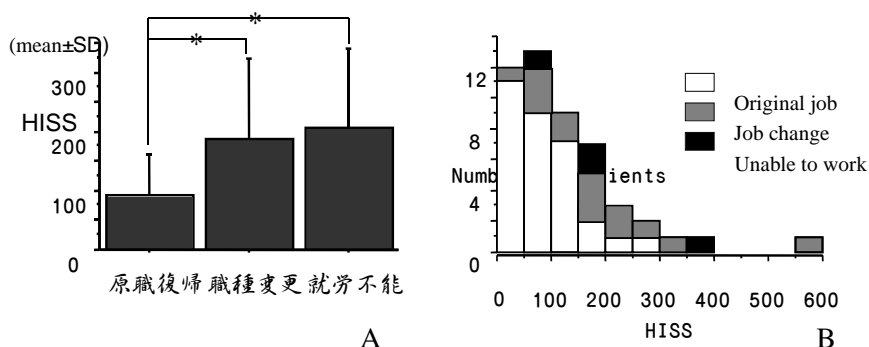 (mean±SD)
*
*
300
HISS
200
100
0
原職復帰 職種変更 就労不能
A
12
8
4
0
Numb ients
Original job
Job change
Unable to work
0 100 200 300 400 500 600
HISS
B